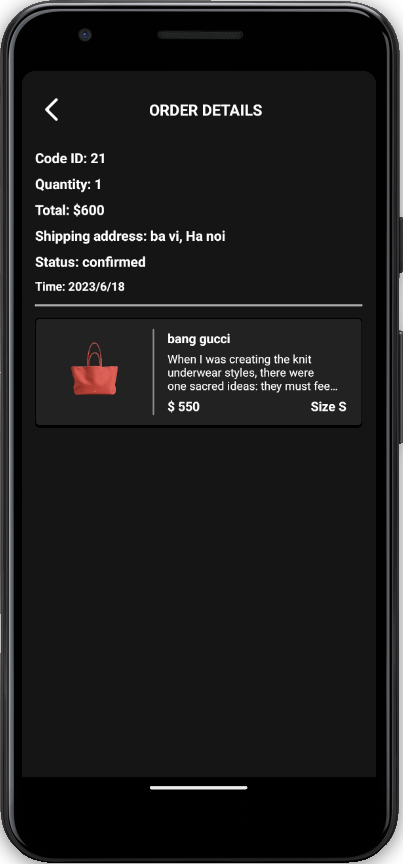 ORDER DETAILS
Code ID: 21
Quantity: 1
Total: $600
Shipping address: ba vi, Ha noi
Status: confirmed
Time: 2023/6/18
bang gucci
When I was creating the knit
underwear styles, there were
one sacred ideas: they must fee...
$ 550 Size S